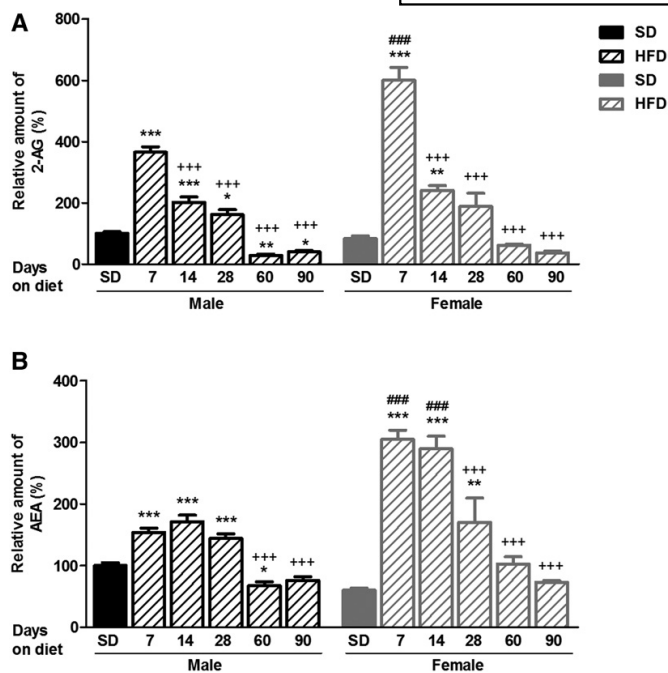 A
800
600
400
200
0
Relative amount of
2-AG (%)
***
+++
***
+++
*
+++
**
+++
*
###
***
+++
**
+++
+++
+++
SD
HFD
SD
HFD
Days
on diet
SD 7 14 28 60 90 SD 7 14 28 60 90
Male Female
B
400
300
200
100
0
Relative amount of
AEA (%)
***
***
***
+++
*
+++
###
***
###
***
+++
**
+++
+++
Days
on diet
SD 7 14 28 60 90 SD 7 14 28 60 90
Male Female